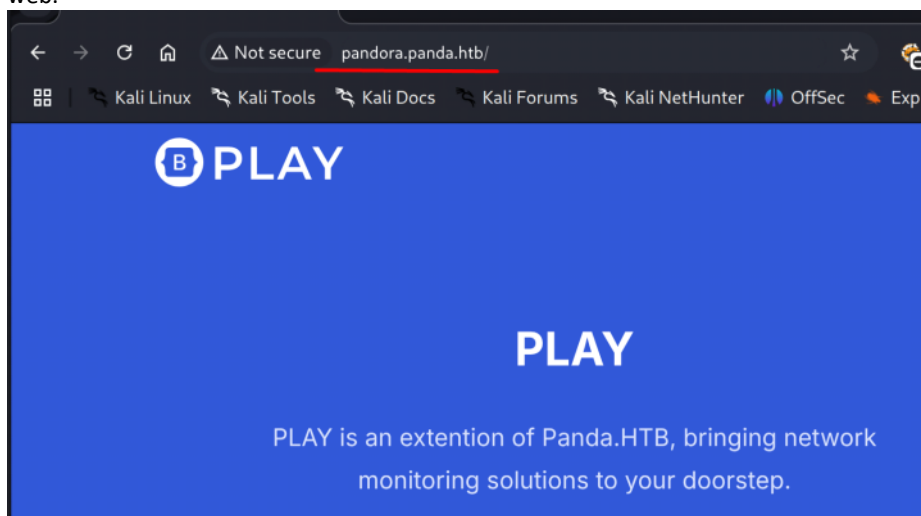 web.
Not secure pandora.panda.htb/
Kali Linux Kali Tools Kali Docs Kali Forums Kali NetHunter OffSec Exp
B PLAY
PLAY
PLAY is an extention of Panda.HTB, bringing network
monitoring solutions to your doorstep.